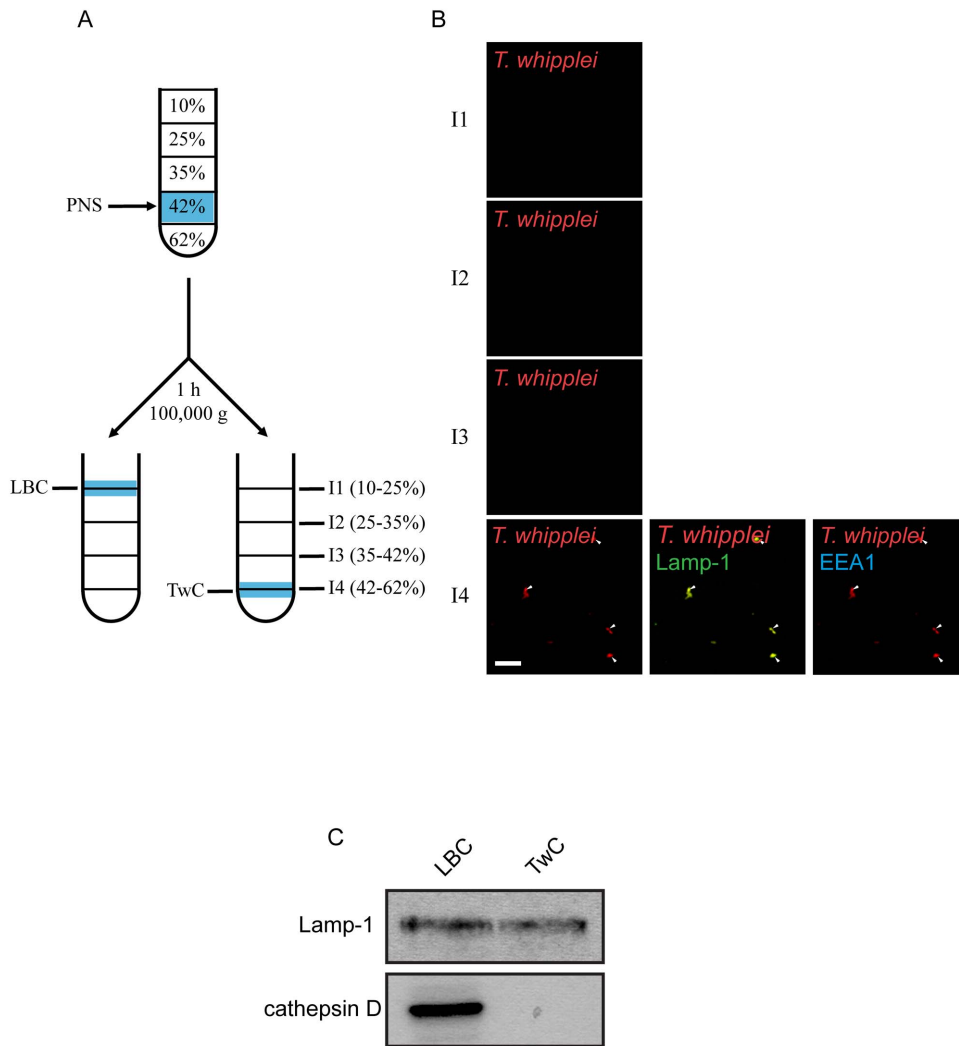 A
10%
25%
35%
PNS
42%
62%
1 h
100,000 g
LBC
I1 (10-25%)
I2 (25-35%)
I3 (35-42%)
TwC
I4 (42-62%)
B
I1
T. whipplei
I2
T. whipplei
I3
T. whipplei
I4
T. whipplei
T. whipplei
Lamp-1
T. whipplei
EEA1
C
LBC
TwC
Lamp-1
cathepsin D